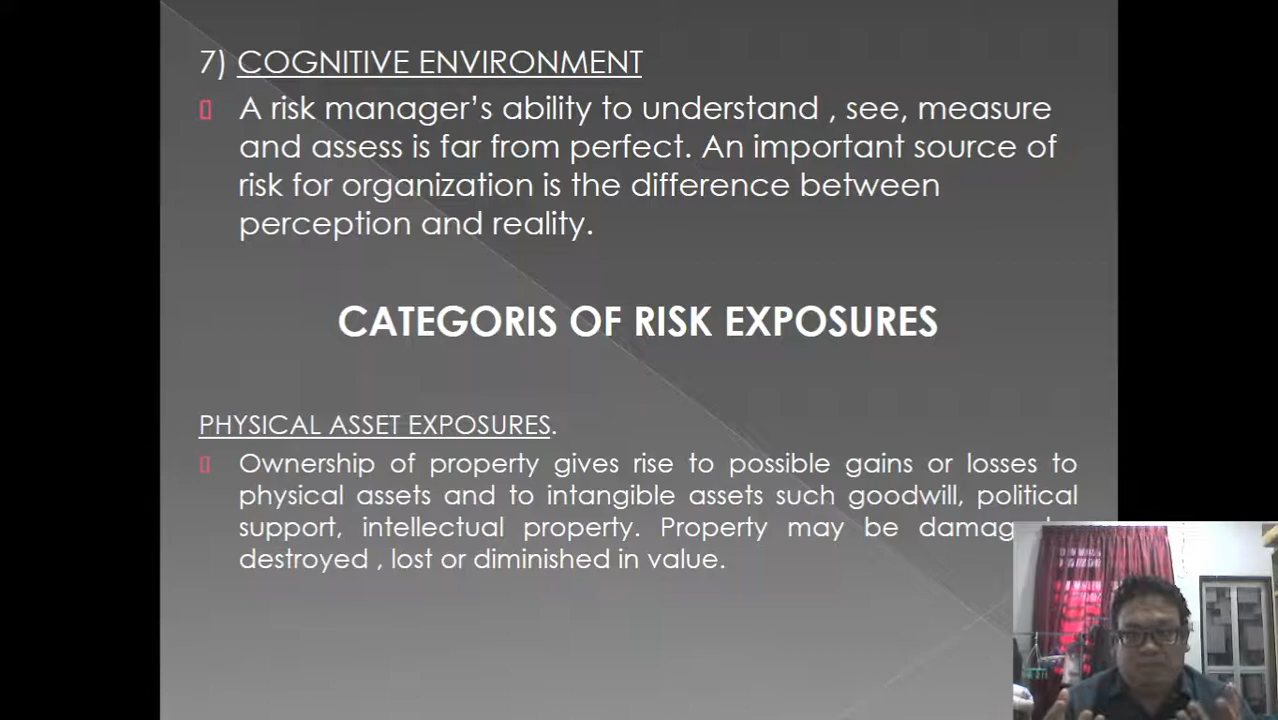 7) COGNITIVE ENVIRONMENT
A risk manager’s ability to understand , see, measure
and assess is far from perfect. An important source of
risk for organization is the difference between
perception and reality.
CATEGORIS OF RISK EXPOSURES
PHYSICAL ASSET EXPOSURES.
Ownership of property gives rise to possible gains or losses to
physical assets and to intangible assets such goodwill, political
support, intellectual property. Property may be
destroyed , lost or diminished in value.